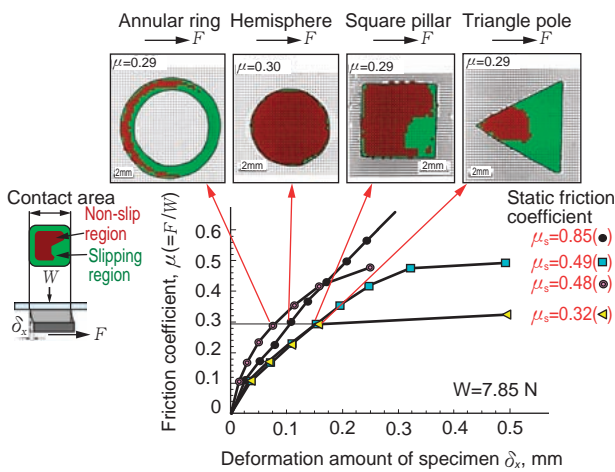 Annular ring Hemisphere Square pillar Triangle pole
F F F F
μ=0.29 μ=0.30 μ=0.29 μ=0.29
2mm 2mm 2mm 2mm
Contact area
Non-slip
region
Slipping
region
W
δx
F
Static friction
coefficient
μs=0.85(●)
μs=0.49(■)
μs=0.48(◎)
μs=0.32(◀)
Friction coefficient, μ(=F/W)
0.6
0.5
0.4
0.3
0.2
0.1
0
W=7.85 N
0 0.1 0.2 0.3 0.4 0.5
Deformation amount of specimen δx, mm